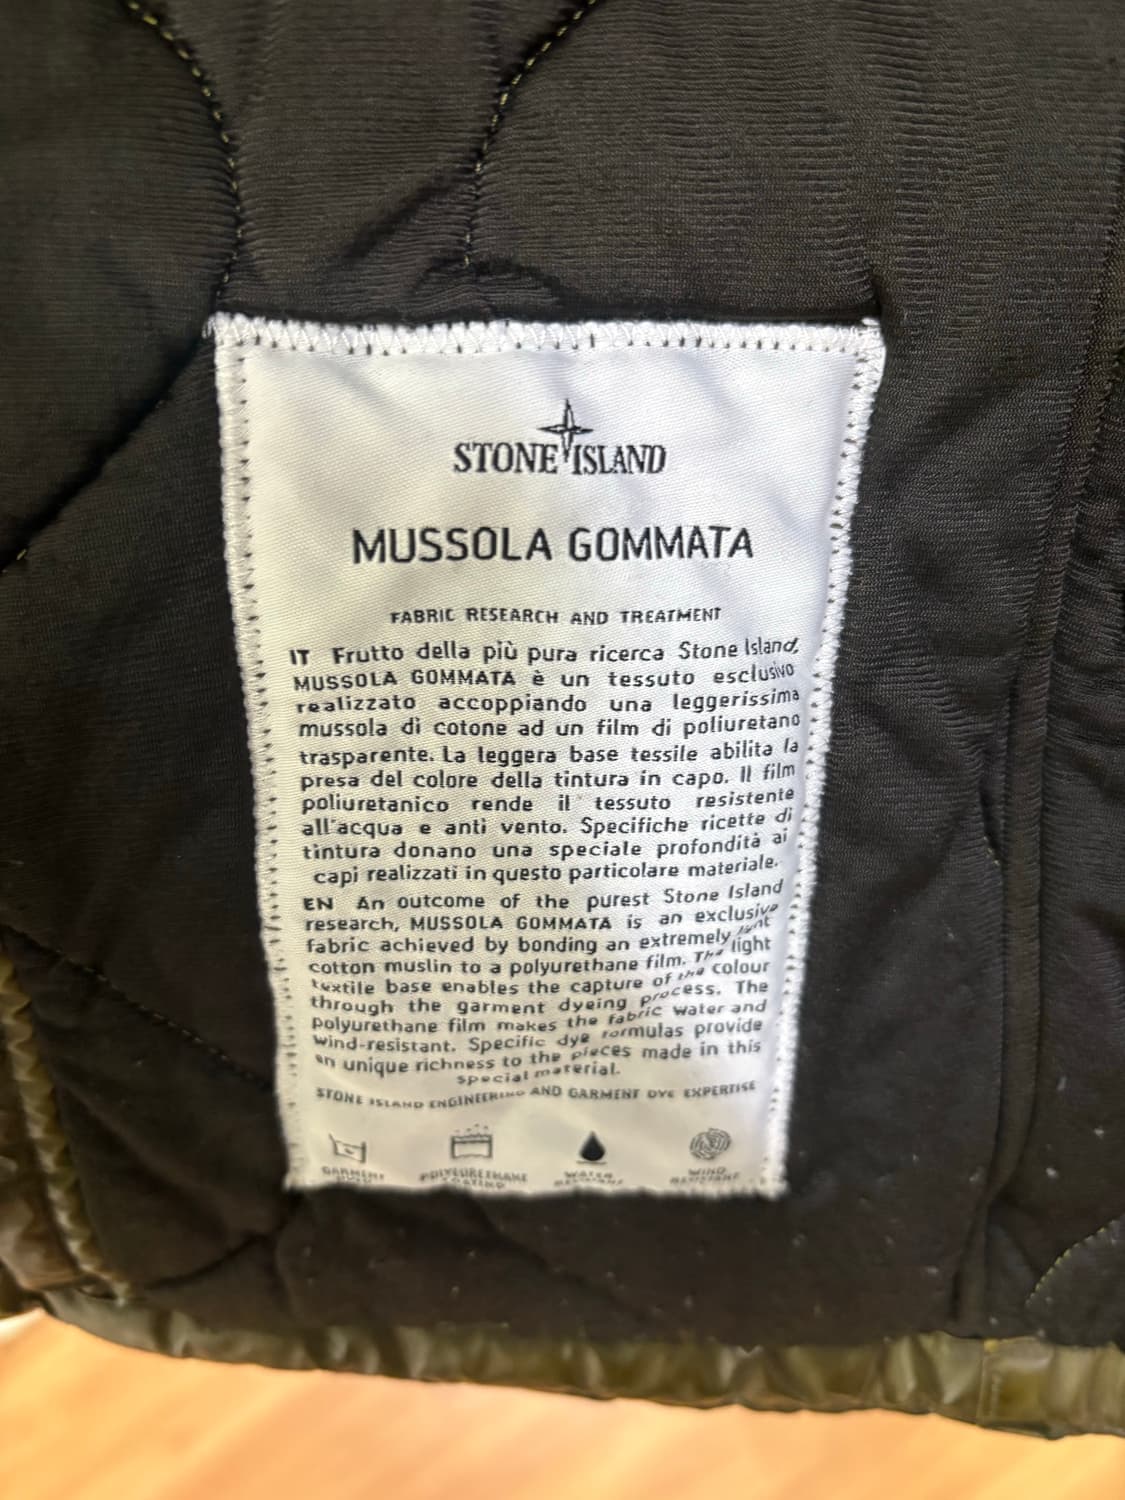 STONE ISLAND
MUSSOLA GOMMATA
FABRIC RESEARCH AND TREATMENT
IT Frutto della più pura ricerca Stone Island,
MUSSOLA GOMMATA è un tessuto esclusivo
realizzato accoppiando una leggerissima
mussola di cotone ad un film di poliuretano
trasparente. La leggera base tessile abilita la
presa del colore della tintura in capo. Il film
poliuretanico rende il tessuto resistente
all'acqua e anti vento. Specifiche ricette di
tintura donano una speciale profondità ai
capi realizzati in questo particolare materiale.
EN An outcome of the purest Stone Island
research, MUSSOLA GOMMATA is an exclusive
fabric achieved by bonding an extremely light
cotton muslin to a polyurethane film. The
textile base enables the capture of the colour
through the garment dyeing process. The
polyurethane film makes the fabric water and
wind-resistant. Specific dye formulas provide
an unique richness to the pieces made in this
special material.
STONE ISLAND ENGINEERING AND GARMENT DYE EXPERTISE
GARMENT POLYURETHANE WATER WIND
COATING RESISTANT RESISTANT